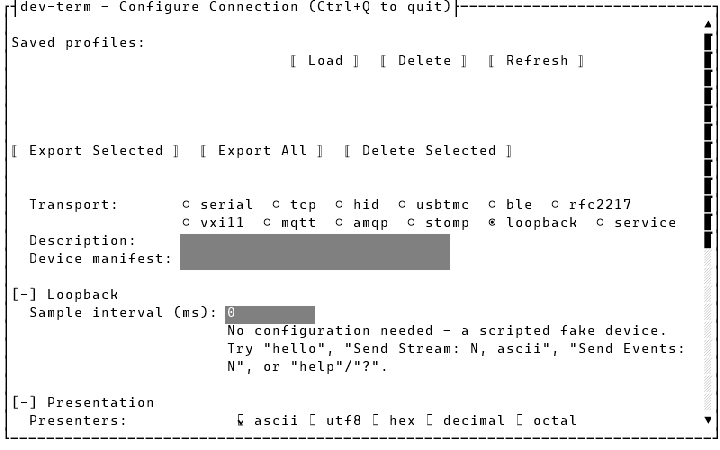 dev-term - Configure Connection (Ctrl+Q to quit)
Saved profiles:
[ Load ] [ Delete ] [ Refresh ]
[ Export Selected ] [ Export All ] [ Delete Selected ]
Transport: serial tcp hid usbtmc ble rfc2217
vxi11 mqtt amqp stomp loopback service
Description:
Device manifest:
[-] Loopback
Sample interval (ms): 0
No configuration needed - a scripted fake device.
Try "hello", "Send Stream: N, ascii", "Send Events:
N", or "help"/"?".
[-] Presentation
Presenters: ascii utf8 hex decimal octal